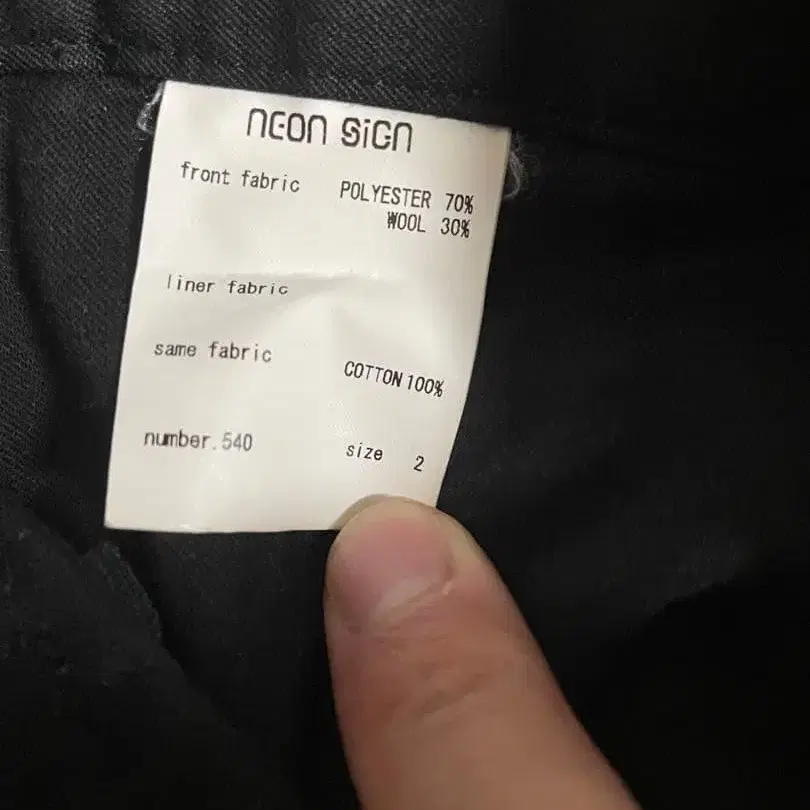 NEON SiGN
front fabric POLYESTER 70%
WOOL 30%
liner fabric
same fabric COTTON 100%
number.540 size 2